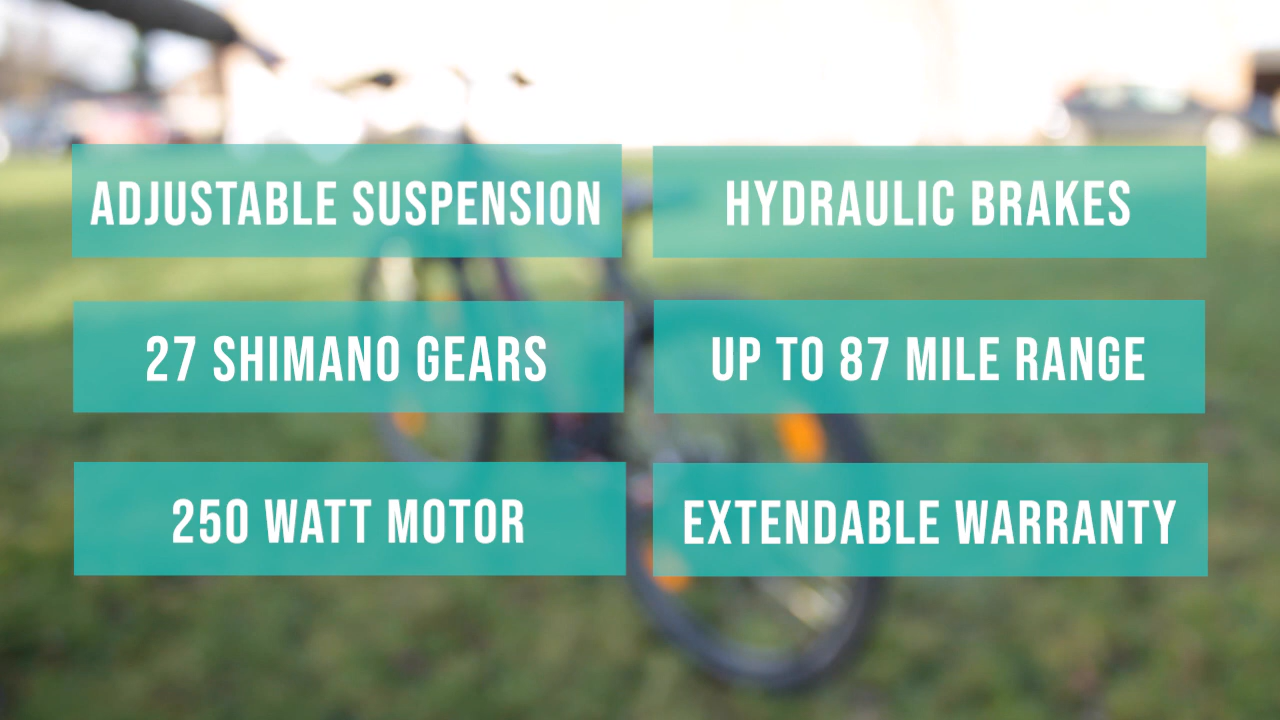 ADJUSTABLE SUSPENSION
HYDRAULIC BRAKES
27 SHIMANO GEARS
UP TO 87 MILE RANGE
250 WATT MOTOR
EXTENDABLE WARRANTY